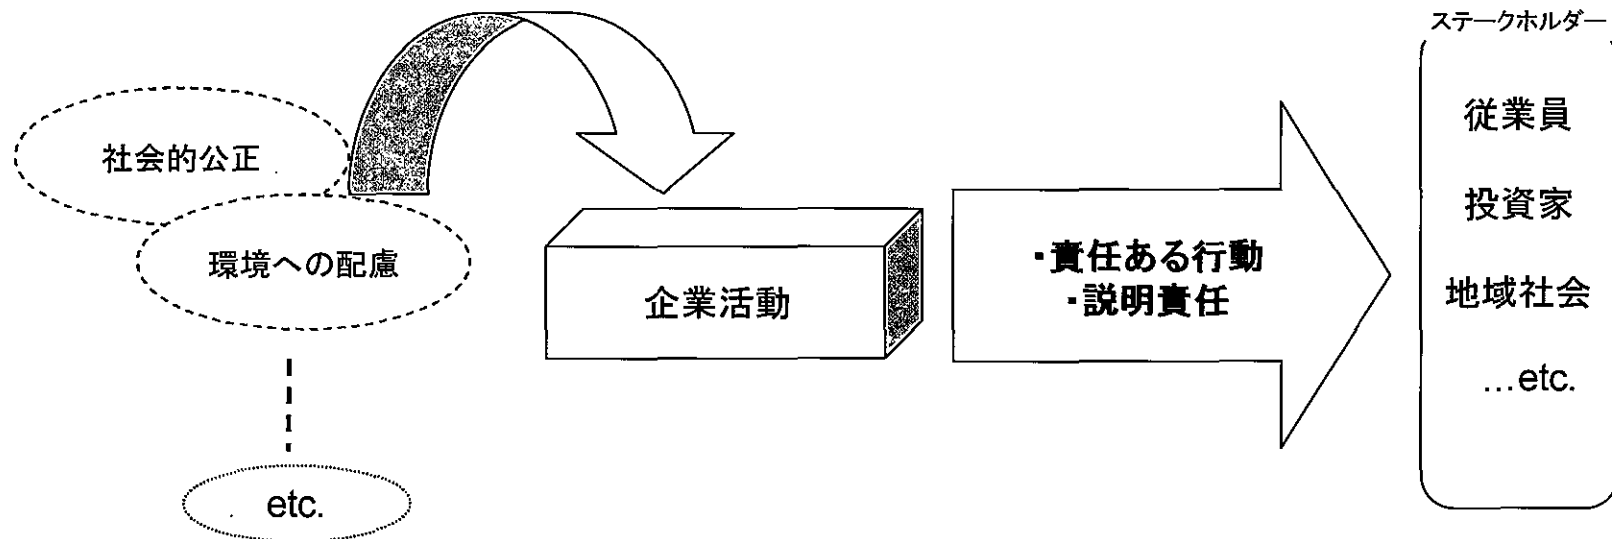 社会的公正
環境への配慮
etc.
企業活動
・責任ある行動
・説明責任
ステークホルダー
従業員
投資家
地域社会
…etc.